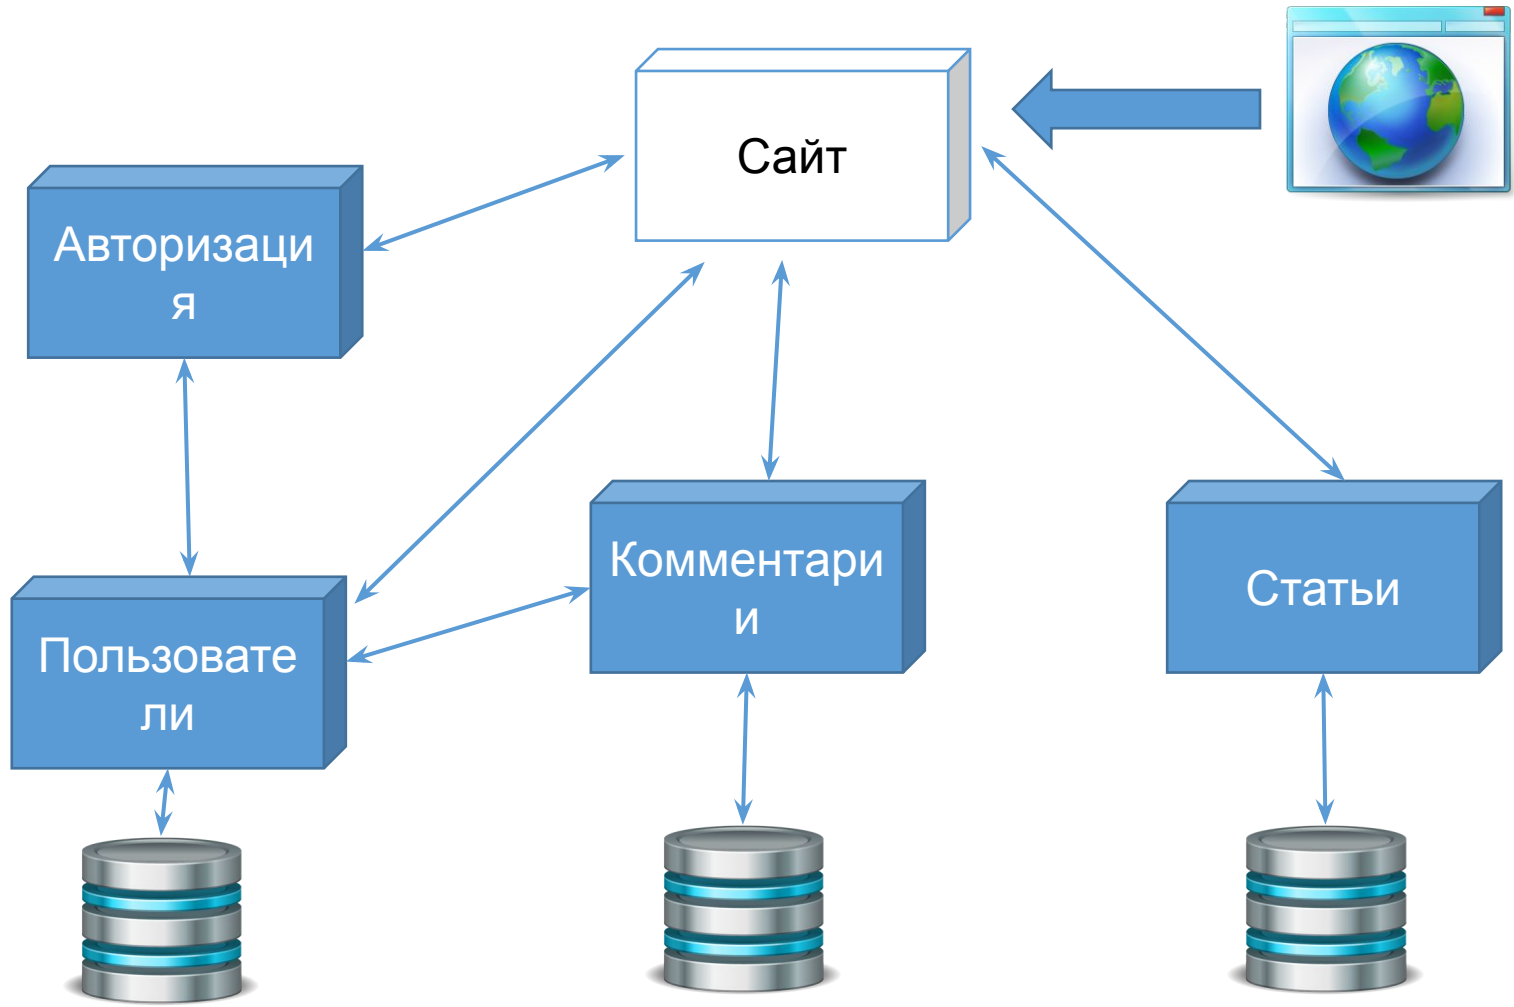 Сайт
Авторизаци
я
Комментари
и
Статьи
Пользовате
ли